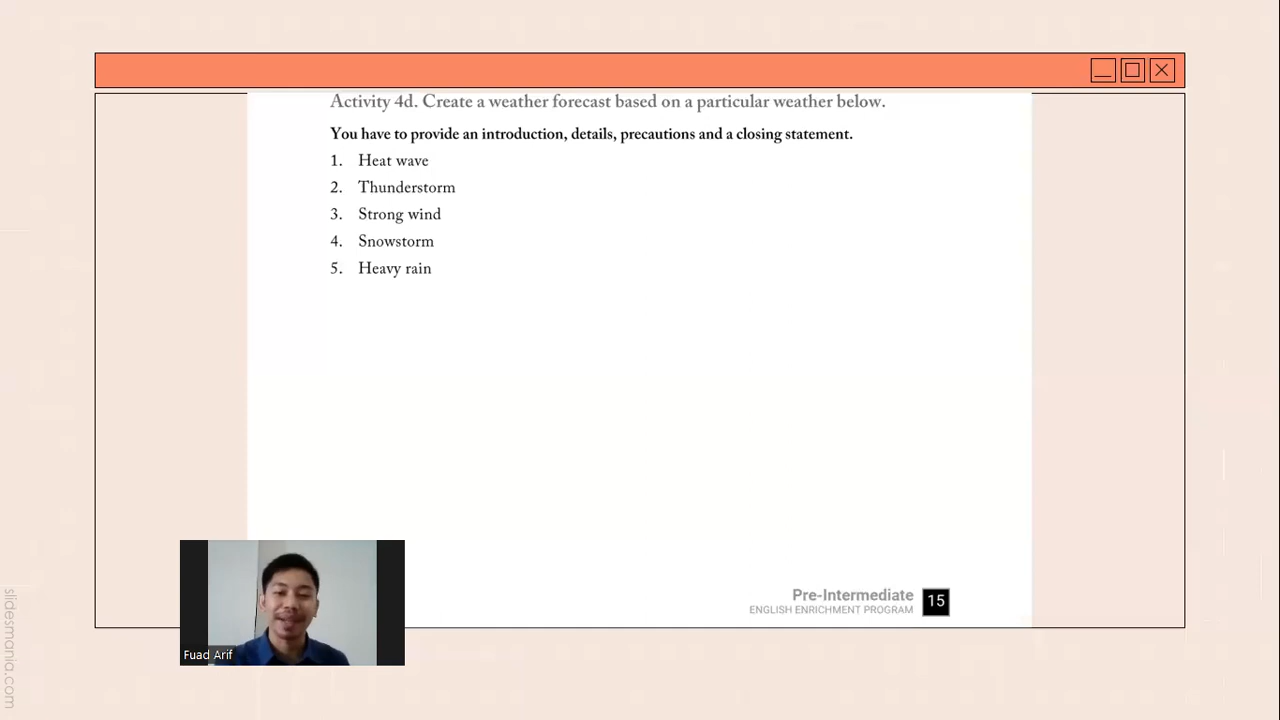 Activity 4d. Create a weather forecast based on a particular weather below.
You have to provide an introduction, details, precautions and a closing statement.
1. Heat wave
2. Thunderstorm
3. Strong wind
4. Snowstorm
5. Heavy rain
Pre-Intermediate
ENGLISH ENRICHMENT PROGRAM 15
Fuad Arif
slidesmania.com